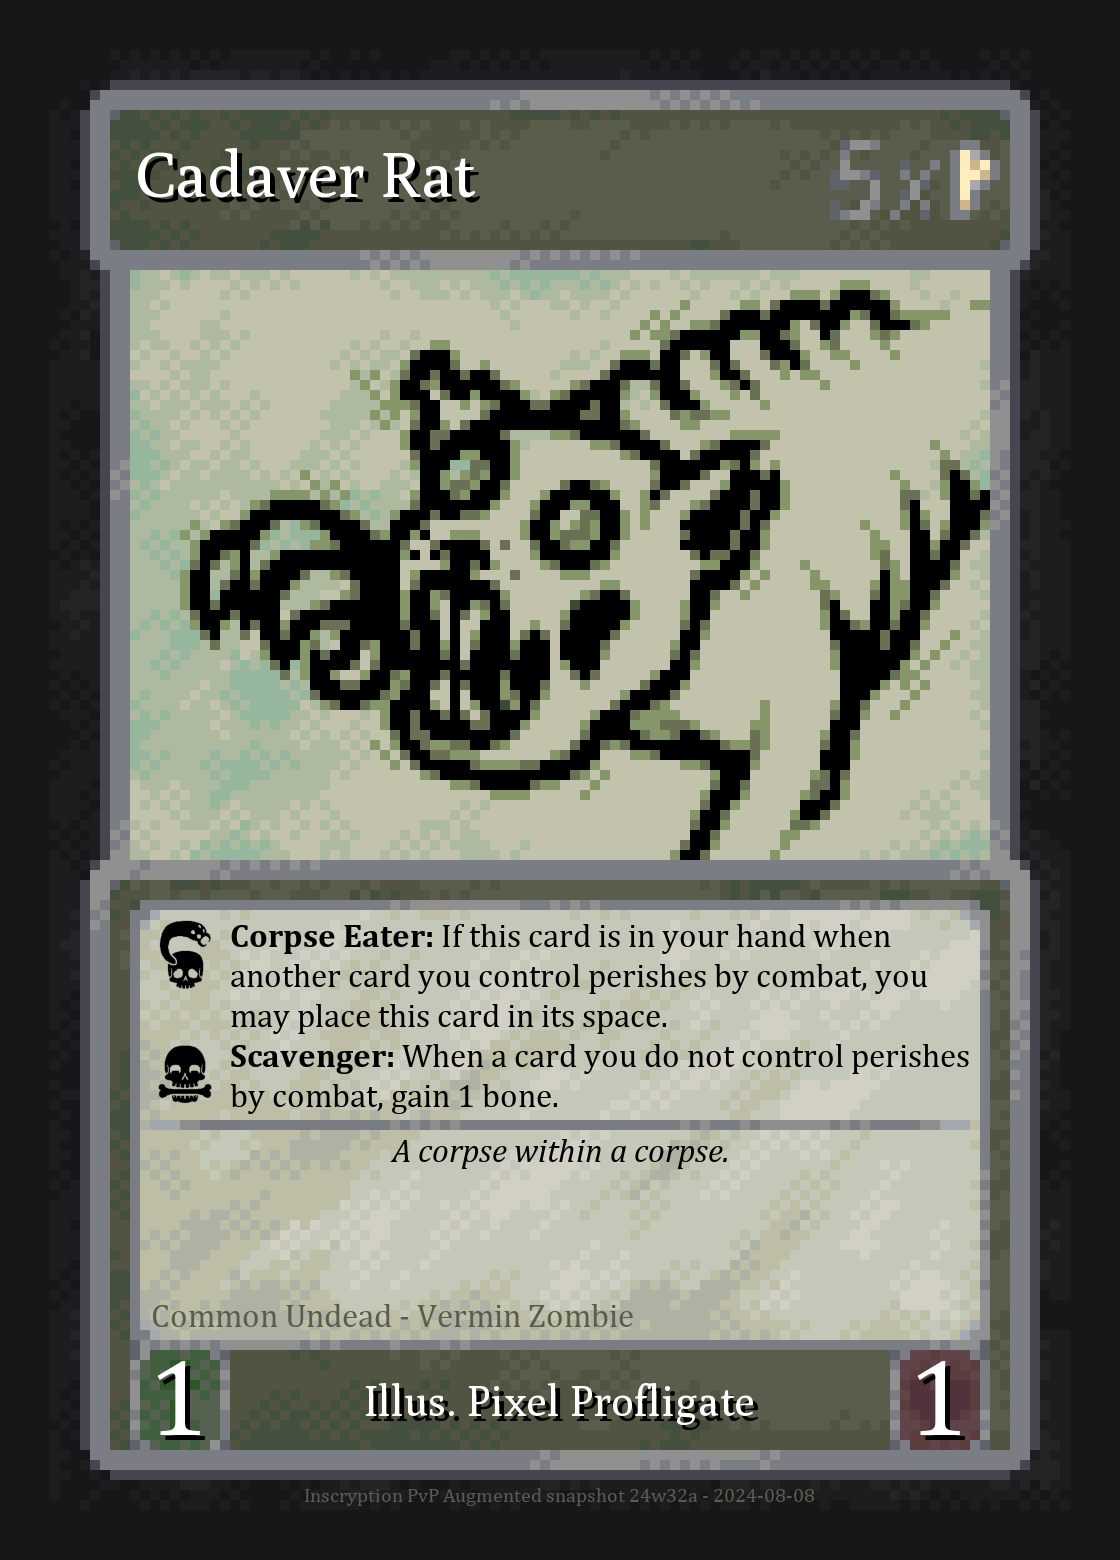 Cadaver Rat 5x
Corpse Eater: If this card is in your hand when
another card you control perishes by combat, you
may place this card in its space.
Scavenger: When a card you do not control perishes
by combat, gain 1 bone.
A corpse within a corpse.
Common Undead - Vermin Zombie
1 Illus. Pixel Profligate 1
Inscryption PvP Augmented snapshot 24w32a - 2024-08-08